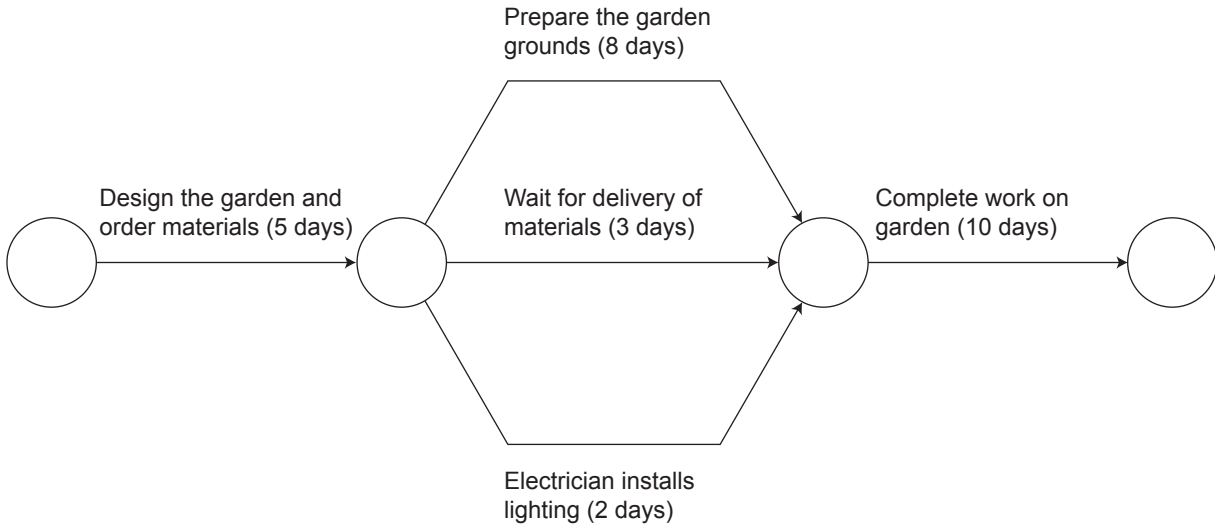 Prepare the garden
grounds (8 days)
Design the garden and
order materials (5 days)
Wait for delivery of
materials (3 days)
Complete work on
garden (10 days)
Electrician installs
lighting (2 days)